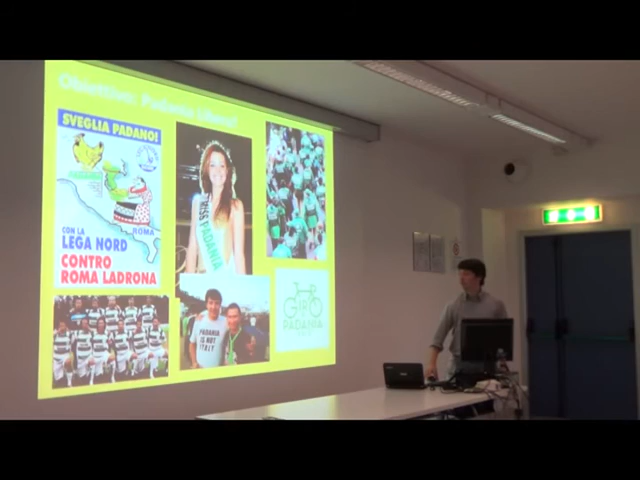 Obiettivo: Padania Libera!
SVEGLIA PADANO!
ROMA
CON LA
LEGA NORD
CONTRO
ROMA LADRONA
MISS PADANIA
PADANIA
IS NOT
ITALY
GIRO
PADANIA